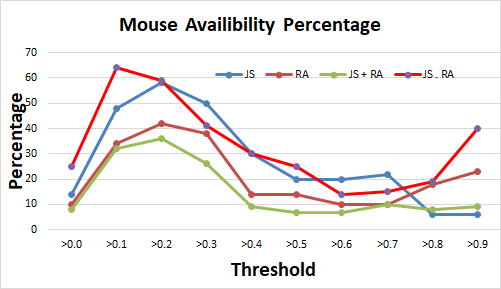 Mouse Availibility Percentage
JS RA JS + RA JS . RA
Percentage
70
60
50
40
30
20
10
0
>0.0 >0.1 >0.2 >0.3 >0.4 >0.5 >0.6 >0.7 >0.8 >0.9
Threshold